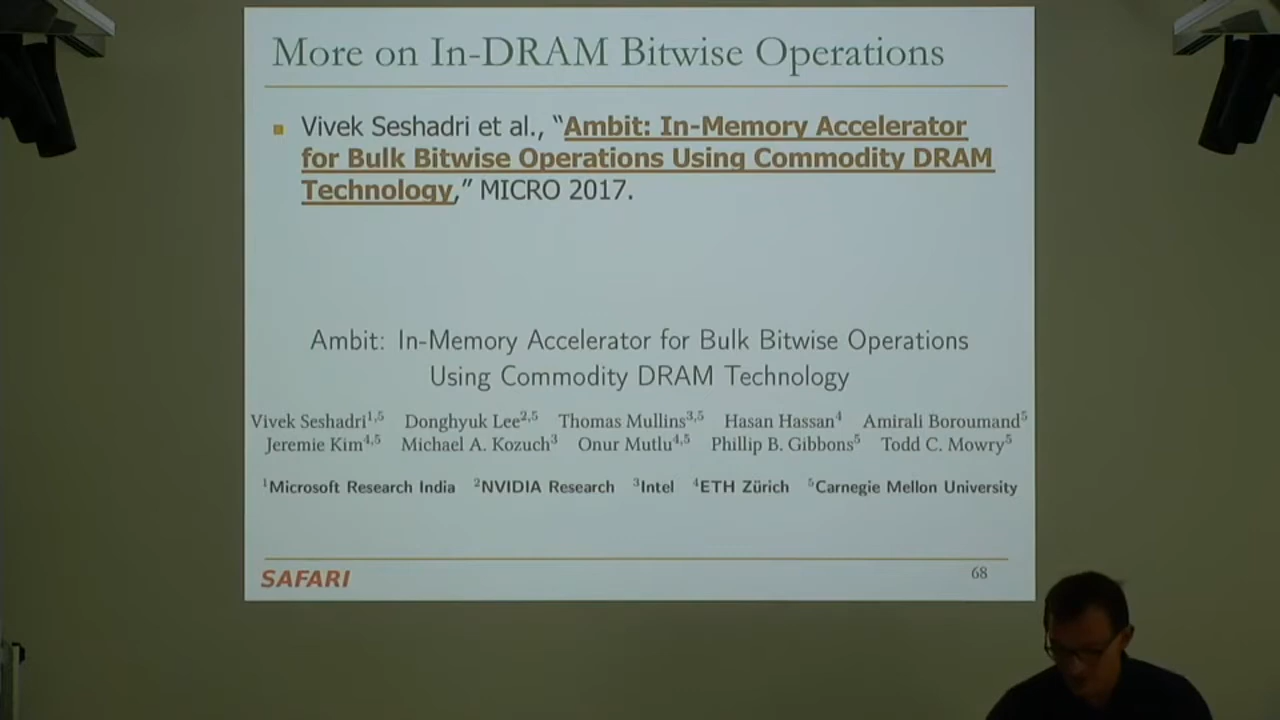 More on In-DRAM Bitwise Operations
Vivek Seshadri et al., “Ambit: In-Memory Accelerator
for Bulk Bitwise Operations Using Commodity DRAM
Technology,” MICRO 2017.
Ambit: In-Memory Accelerator for Bulk Bitwise Operations
Using Commodity DRAM Technology
Vivek Seshadri1,5 Donghyuk Lee2,5 Thomas Mullins3,5 Hasan Hassan4 Amirali Boroumand5
Jeremie Kim4,5 Michael A. Kozuch3 Onur Mutlu4,5 Phillip B. Gibbons5 Todd C. Mowry5
1Microsoft Research India 2NVIDIA Research 3Intel 4ETH Zürich 5Carnegie Mellon University
SAFARI
68